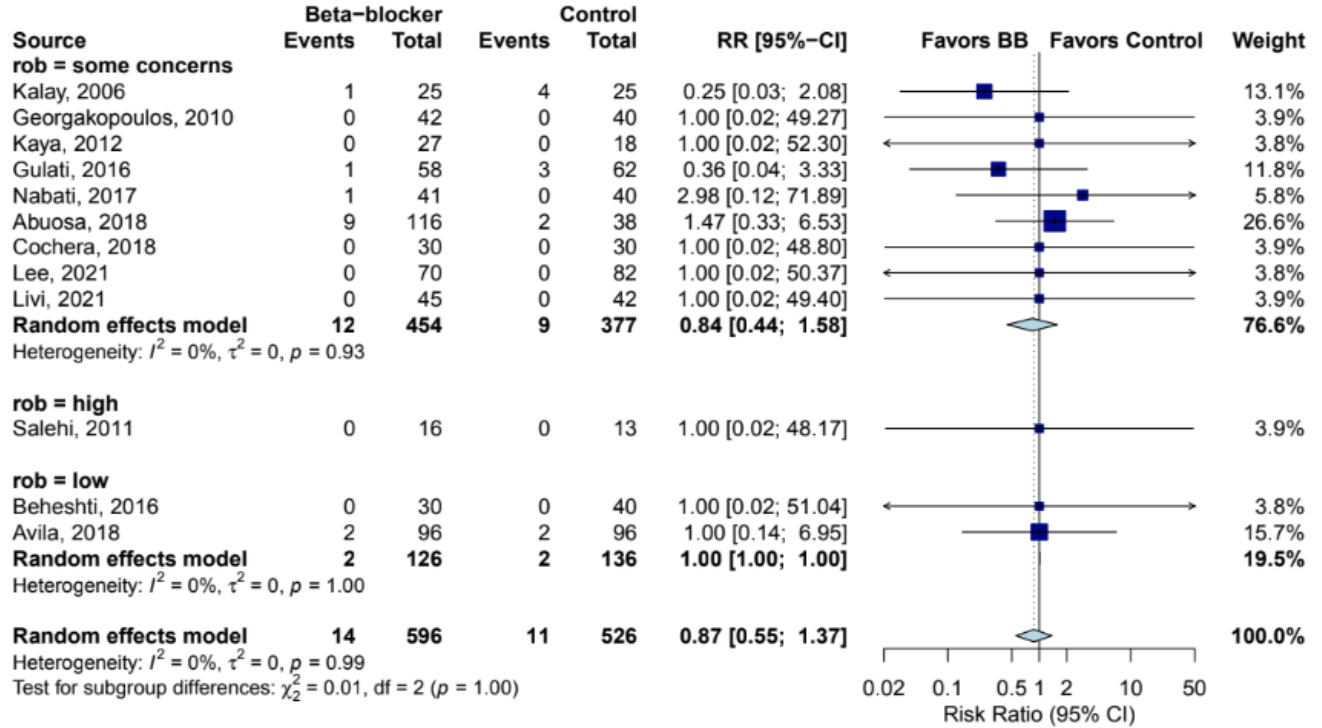 Beta−blocker Control
Source Events Total Events Total RR [95%−CI] Favors BB Favors Control Weight
rob = some concerns
Kalay, 2006 1 25 4 25 0.25 [0.03; 2.08] 13.1%
Georgakopoulos, 2010 0 42 0 40 1.00 [0.02; 49.27] 3.9%
Kaya, 2012 0 27 0 18 1.00 [0.02; 52.30] 3.8%
Gulati, 2016 1 58 3 62 0.36 [0.04; 3.33] 11.8%
Nabati, 2017 1 41 0 40 2.98 [0.12; 71.89] 5.8%
Abuosa, 2018 9 116 2 38 1.47 [0.33; 6.53] 26.6%
Cochera, 2018 0 30 0 30 1.00 [0.02; 48.80] 3.9%
Lee, 2021 0 70 0 82 1.00 [0.02; 50.37] 3.8%
Livi, 2021 0 45 0 42 1.00 [0.02; 49.40] 3.9%
Random effects model 12 454 9 377 0.84 [0.44; 1.58] 76.6%
Heterogeneity: I² = 0%, τ² = 0, p = 0.93
rob = high
Salehi, 2011 0 16 0 13 1.00 [0.02; 48.17] 3.9%
rob = low
Beheshti, 2016 0 30 0 40 1.00 [0.02; 51.04] 3.8%
Avila, 2018 2 96 2 96 1.00 [0.14; 6.95] 15.7%
Random effects model 2 126 2 136 1.00 [1.00; 1.00] 19.5%
Heterogeneity: I² = 0%, τ² = 0, p = 1.00
Random effects model 14 596 11 526 0.87 [0.55; 1.37] 100.0%
Heterogeneity: I² = 0%, τ² = 0, p = 0.99
Test for subgroup differences: χ²₂ = 0.01, df = 2 (p = 1.00)
0.02 0.1 0.5 1 2 10 50
Risk Ratio (95% CI)